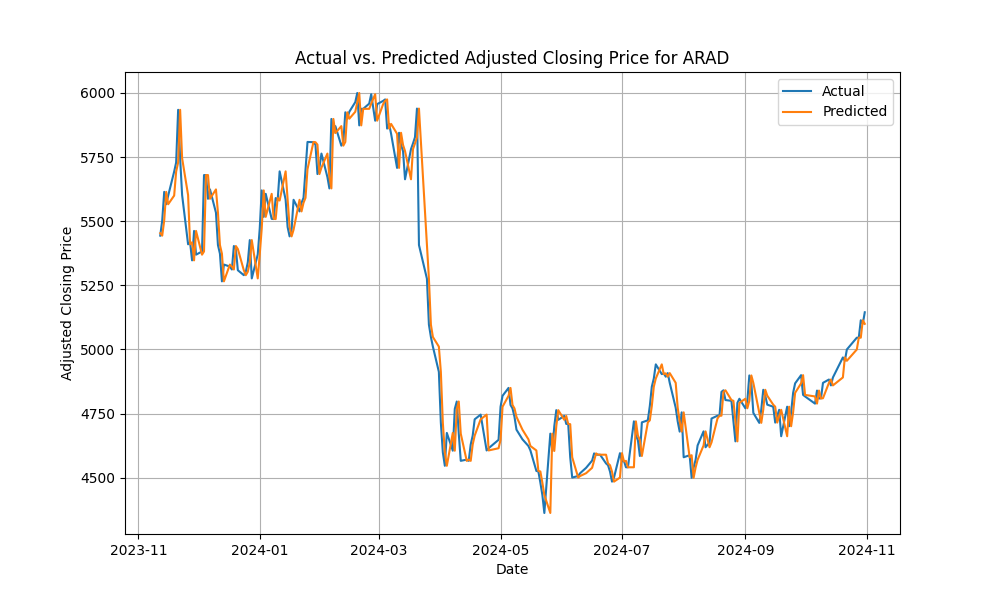 Actual vs. Predicted Adjusted Closing Price for ARAD
Actual
Predicted
6000
5750
5500
5250
5000
4750
4500
Adjusted Closing Price
2023-11
2024-01
2024-03
2024-05
2024-07
2024-09
2024-11
Date